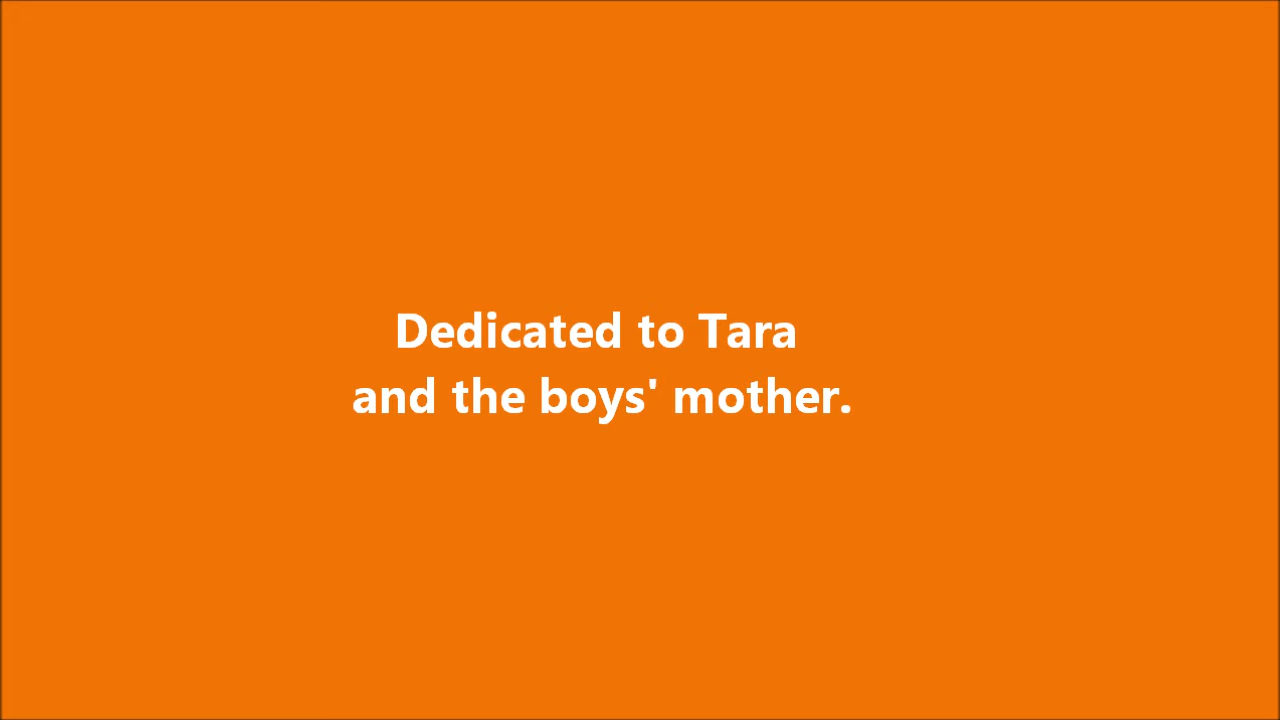 Dedicated to Tara
and the boys' mother.